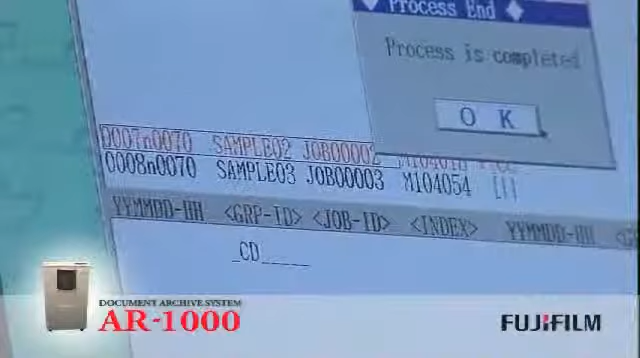 Process End
Process is completed
OK
0007n0070 SAMPLE02 JOB00002
0008n0070 SAMPLE03 JOB00003 M104054 [||
YYMMDD-HH <GRP-ID> <JOB-ID> <INDEX> YYMMDD-HH
_CD____
DOCUMENT ARCHIVE SYSTEM
AR-1000
FUJIFILM